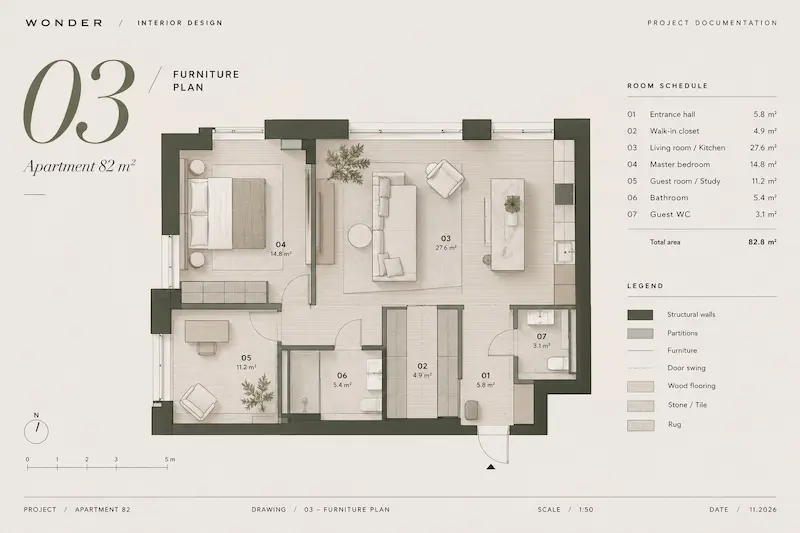 WONDER / INTERIOR DESIGN
PROJECT DOCUMENTATION
03 / FURNITURE
PLAN
Apartment 82 m²
ROOM SCHEDULE
01 Entrance hall 5.8 m²
02 Walk-in closet 4.9 m²
03 Living room / Kitchen 27.6 m²
04 Master bedroom 14.8 m²
05 Guest room / Study 11.2 m²
06 Bathroom 5.4 m²
07 Guest WC 3.1 m²
Total area 82.8 m²
LEGEND
Structural walls
Partitions
Furniture
Door swing
Wood flooring
Stone / Tile
Rug
04
14.8 m²
03
27.6 m²
05
11.2 m²
06
5.4 m²
02
4.9 m²
01
5.8 m²
07
3.1 m²
N
0 1 2 3 5 m
PROJECT / APARTMENT 82
DRAWING / 03 – FURNITURE PLAN
SCALE / 1:50
DATE / 11.2026